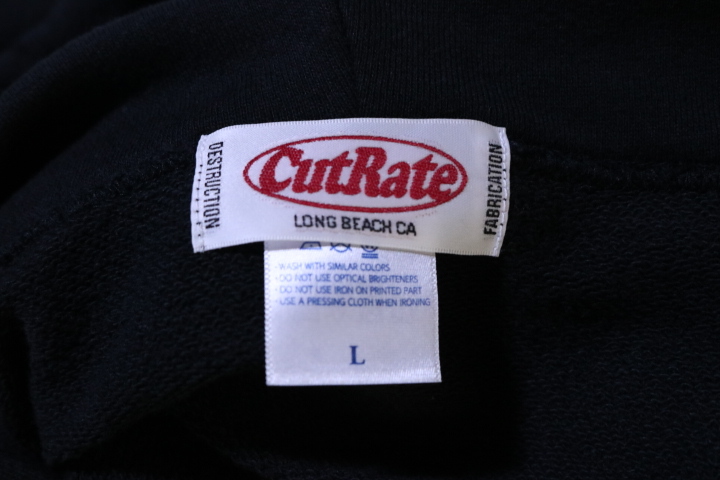 DESTRUCTION
CutRate
LONG BEACH CA
FABRICATION
·WASH WITH SIMILAR COLORS
·DO NOT USE OPTICAL BRIGHTENERS
·DO NOT USE IRON ON PRINTED PART
·USE A PRESSING CLOTH WHEN IRONING
L